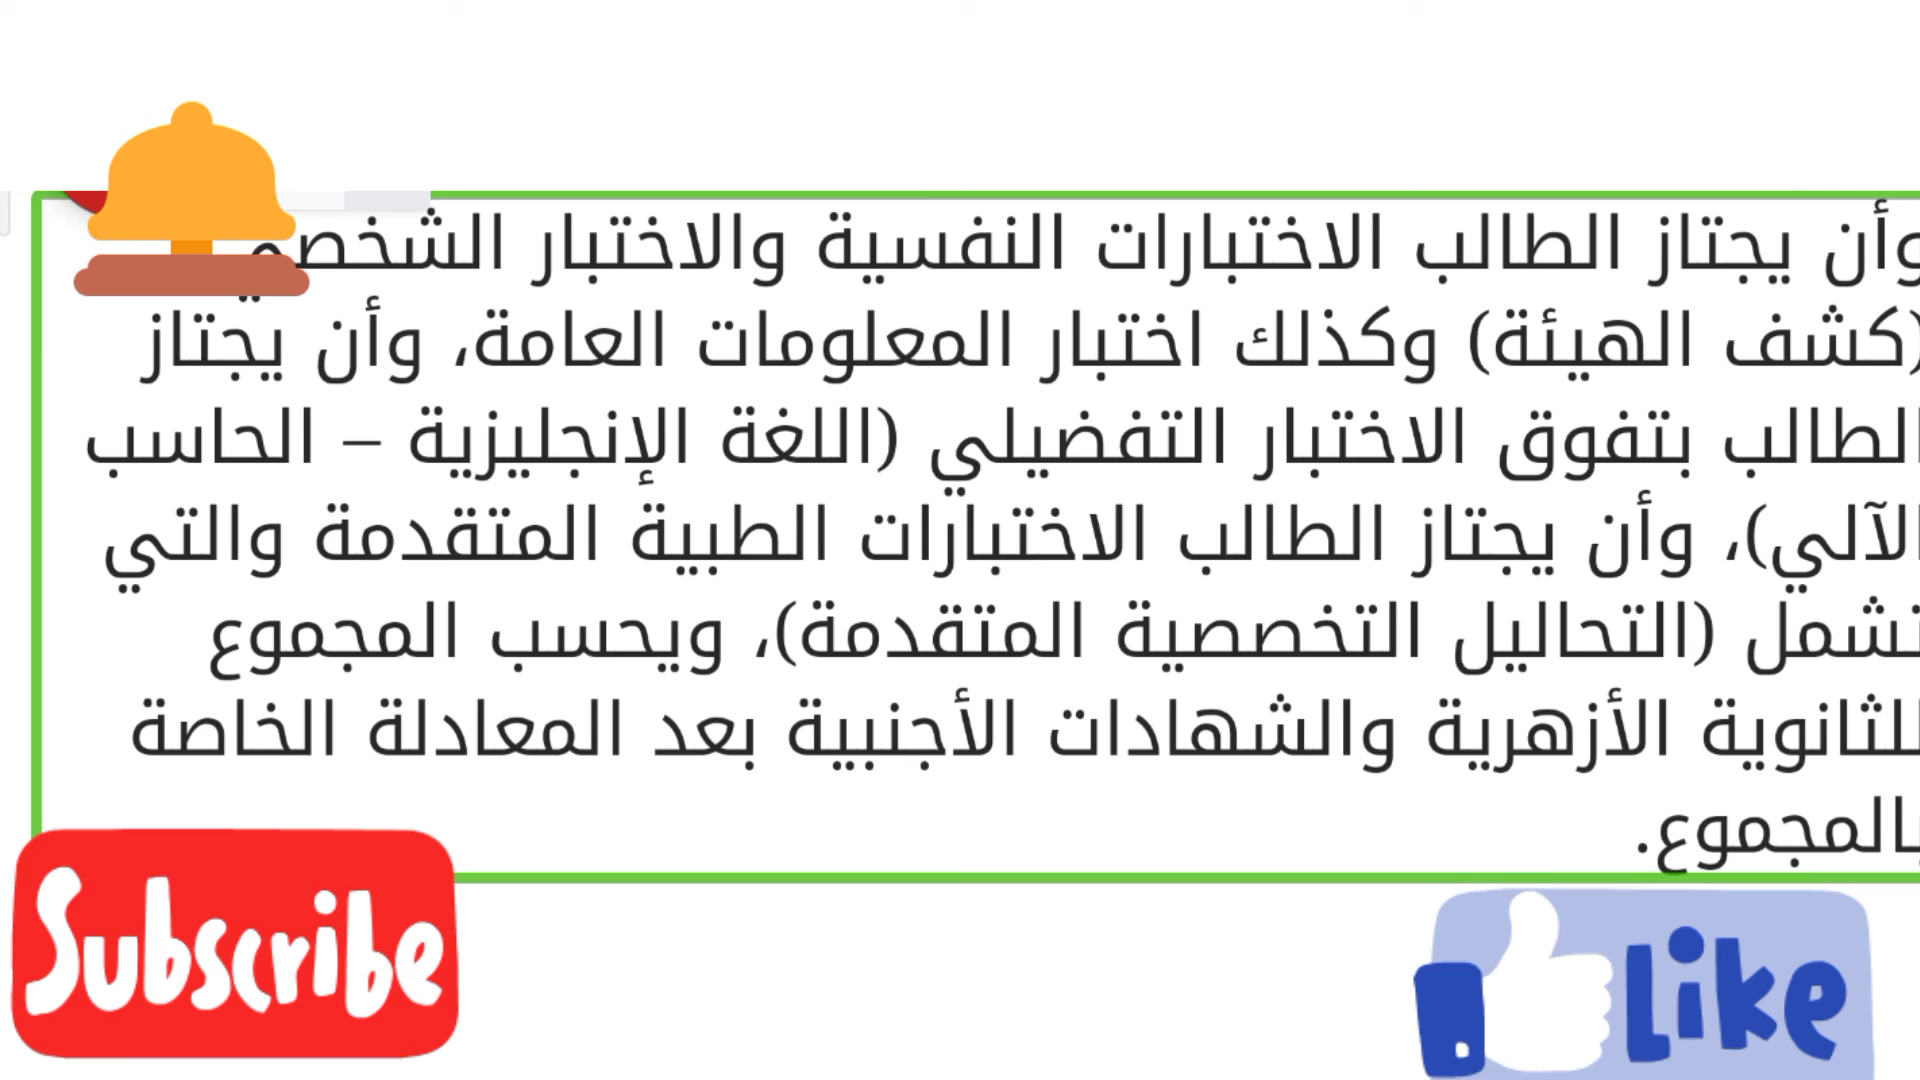 وأن يجتاز الطالب الاختبارات النفسية والاختبار الشخصي
(كشف الهيئة) وكذلك اختبار المعلومات العامة، وأن يجتاز
الطالب بتفوق الاختبار التفضيلي (اللغة الإنجليزية – الحاسب
الآلي)، وأن يجتاز الطالب الاختبارات الطبية المتقدمة والتي
تشمل (التحاليل التخصصية المتقدمة)، ويحسب المجموع
للثانوية الأزهرية والشهادات الأجنبية بعد المعادلة الخاصة
بالمجموع.
Subscribe
Like